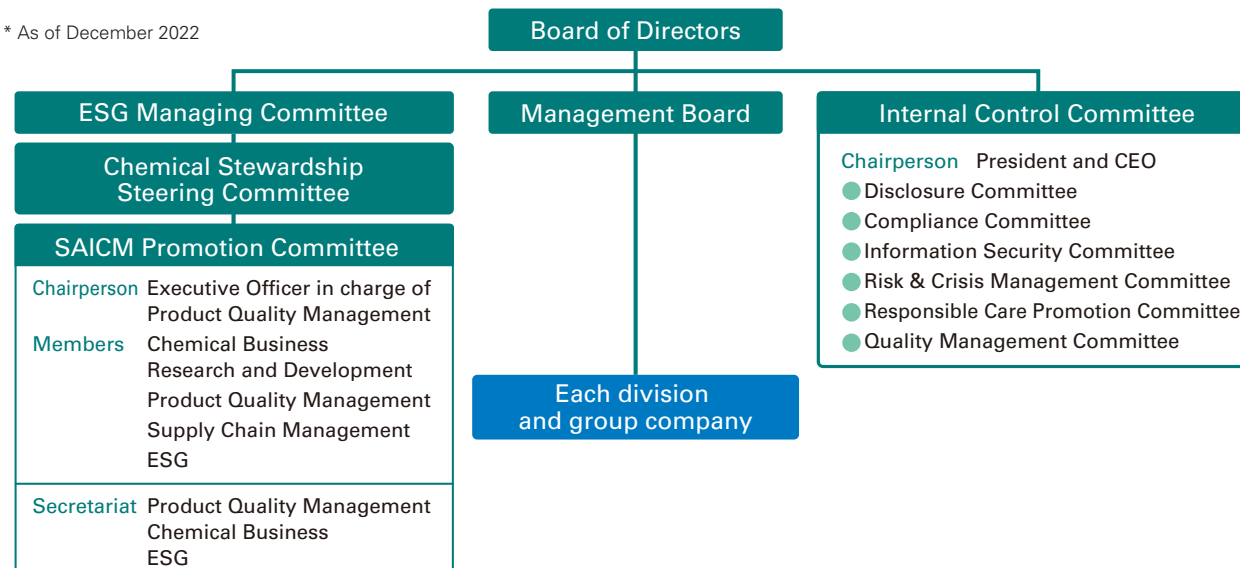 * As of December 2022
Board of Directors
ESG Managing Committee
Chemical Stewardship
Steering Committee
SAICM Promotion Committee
Chairperson Executive Officer in charge of
Product Quality Management
Members Chemical Business
Research and Development
Product Quality Management
Supply Chain Management
ESG
Secretariat Product Quality Management
Chemical Business
ESG
Management Board
Each division
and group company
Internal Control Committee
Chairperson President and CEO
Disclosure Committee
Compliance Committee
Information Security Committee
Risk & Crisis Management Committee
Responsible Care Promotion Committee
Quality Management Committee